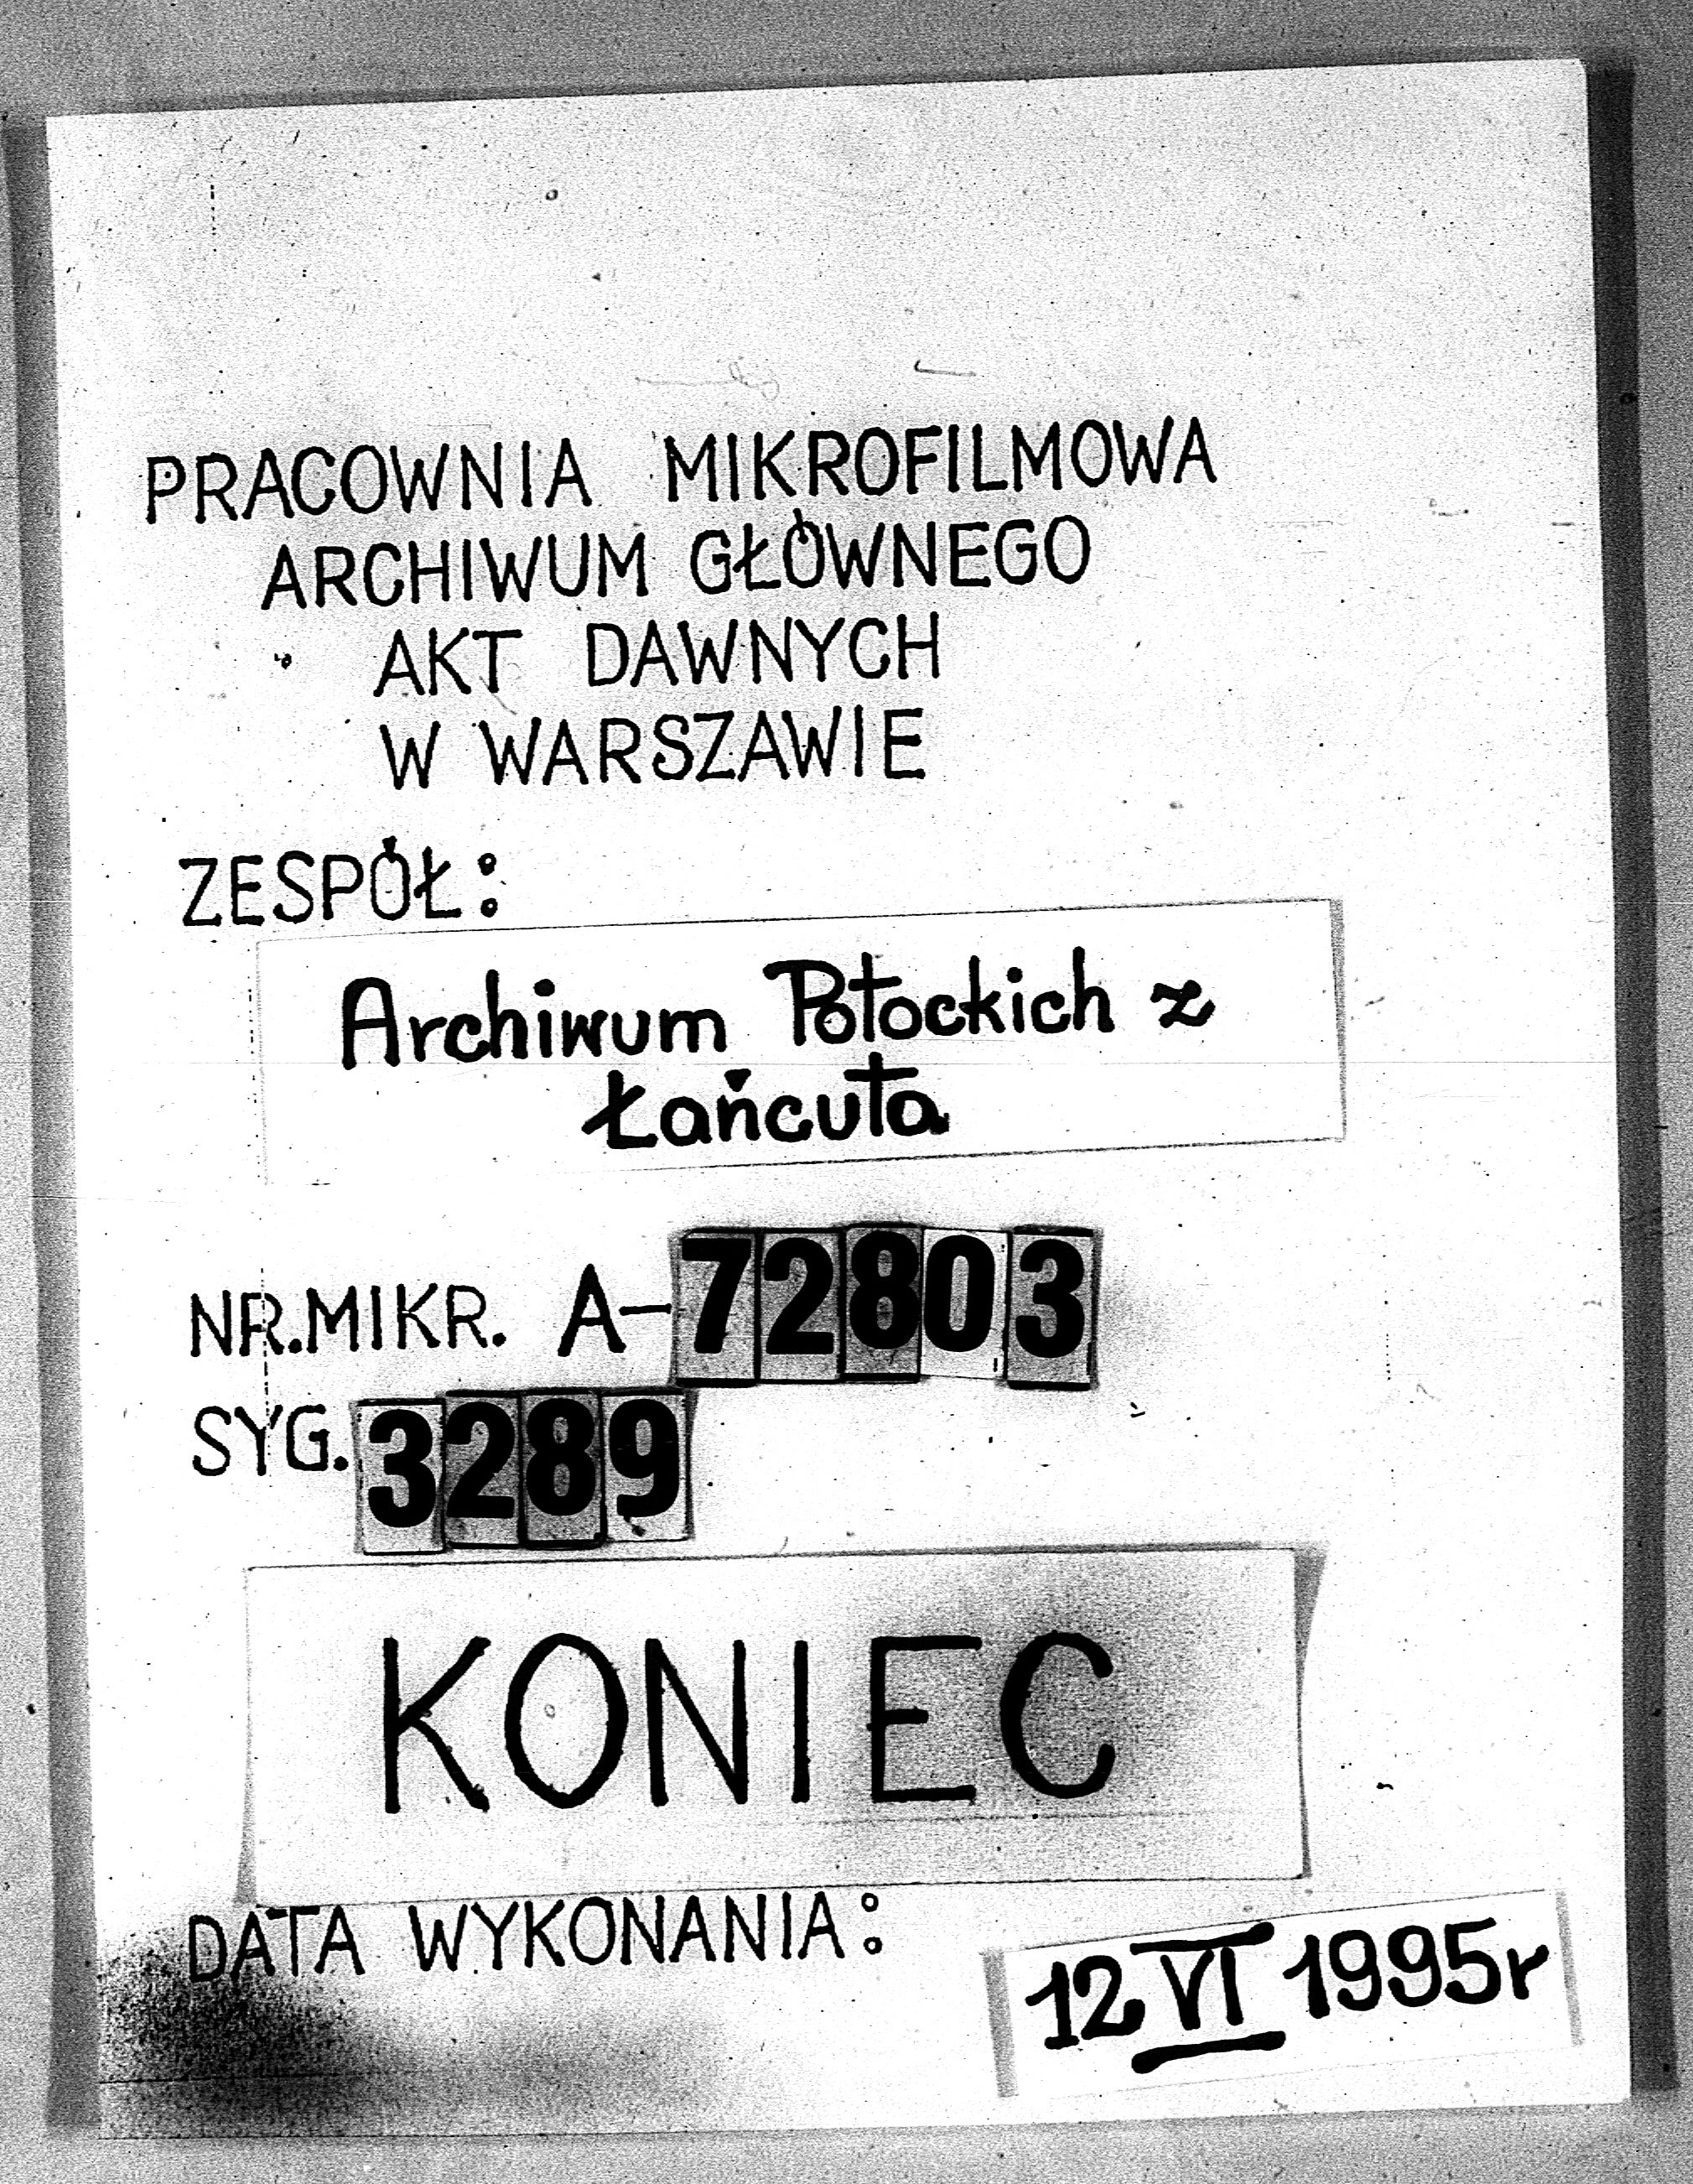 PRACOWNIA MIKROFILMOWA
ARCHIWUM GŁÓWNEGO
AKT DAWNYCH
W WARSZAWIE
ZESPÓŁ:
Archiwum Potockich z
Łańcuta
NR.MIKR. A-72803
SYG. 3289
KONIEC
DATA WYKONANIA:
12 VI 1995r